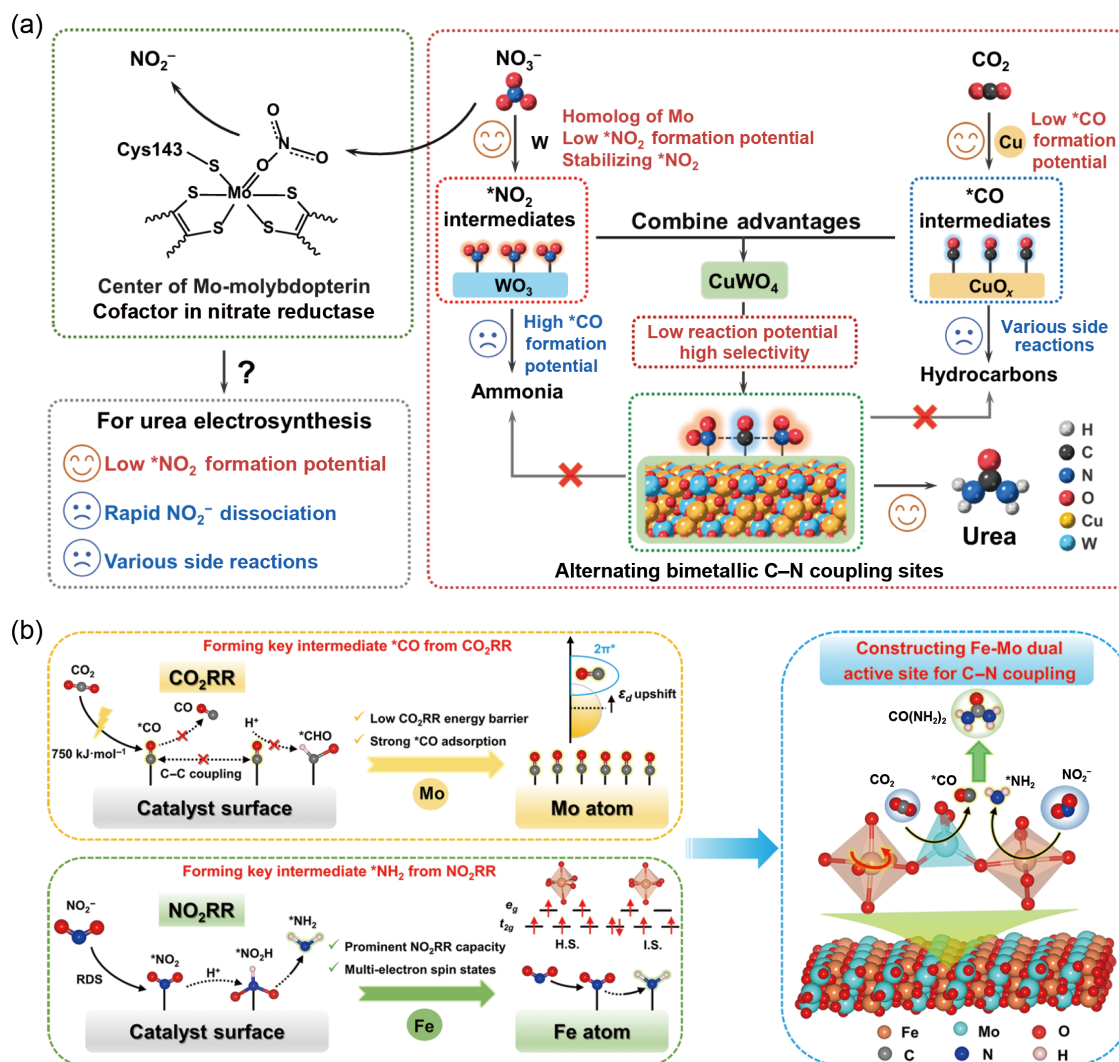 (a)
NO₂⁻
O
N
O
O
Cys143
S
Mo
S
S
S
S
Center of Mo-molybdopterin
Cofactor in nitrate reductase
?
For urea electrosynthesis
Low *NO₂ formation potential
Rapid NO₂⁻ dissociation
Various side reactions
NO₃⁻
W
Homolog of Mo
Low *NO₂ formation potential
Stabilizing *NO₂
*NO₂
intermediates
WO₃
High *CO
formation
potential
Ammonia
Combine advantages
CuWO₄
Low reaction potential
high selectivity
CO₂
Cu
Low *CO
formation
potential
*CO
intermediates
CuOₓ
Various side
reactions
Hydrocarbons
Urea
H
C
N
O
Cu
W
Alternating bimetallic C–N coupling sites
(b)
Forming key intermediate *CO from CO₂RR
CO₂RR
CO₂
750 kJ·mol⁻¹
*CO
CO
H⁺
*CHO
C–C coupling
Catalyst surface
✓ Low CO₂RR energy barrier
✓ Strong *CO adsorption
Mo
2π*
εd upshift
Mo atom
Forming key intermediate *NH₂ from NO₂RR
NO₂RR
NO₂⁻
RDS
*NO₂
H⁺
*NO₂H
*NH₂
Catalyst surface
✓ Prominent NO₂RR capacity
✓ Multi-electron spin states
Fe
eg
t2g
H.S.
I.S.
Fe atom
Constructing Fe-Mo dual
active site for C–N coupling
CO(NH₂)₂
CO₂
*CO
*NH₂
NO₂⁻
Fe
Mo
O
C
N
H